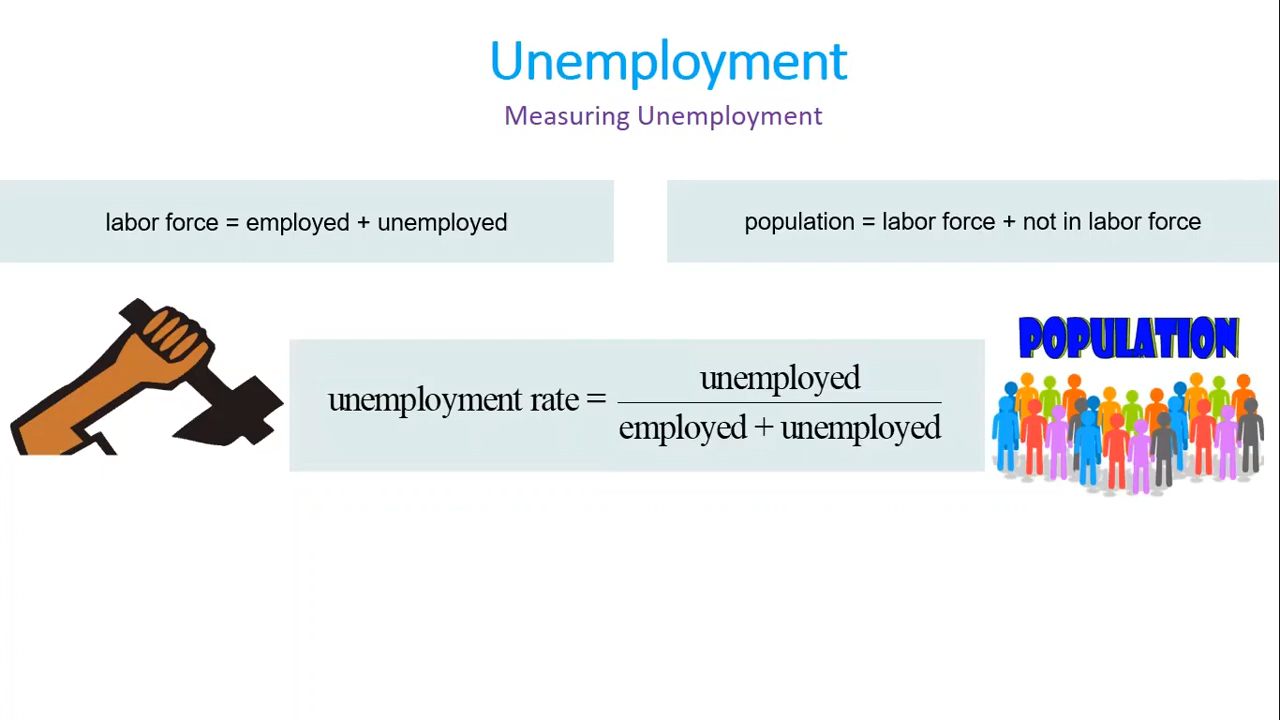 Unemployment
Measuring Unemployment
labor force = employed + unemployed
population = labor force + not in labor force
POPULATION
unemployment rate =
unemployed
employed + unemployed